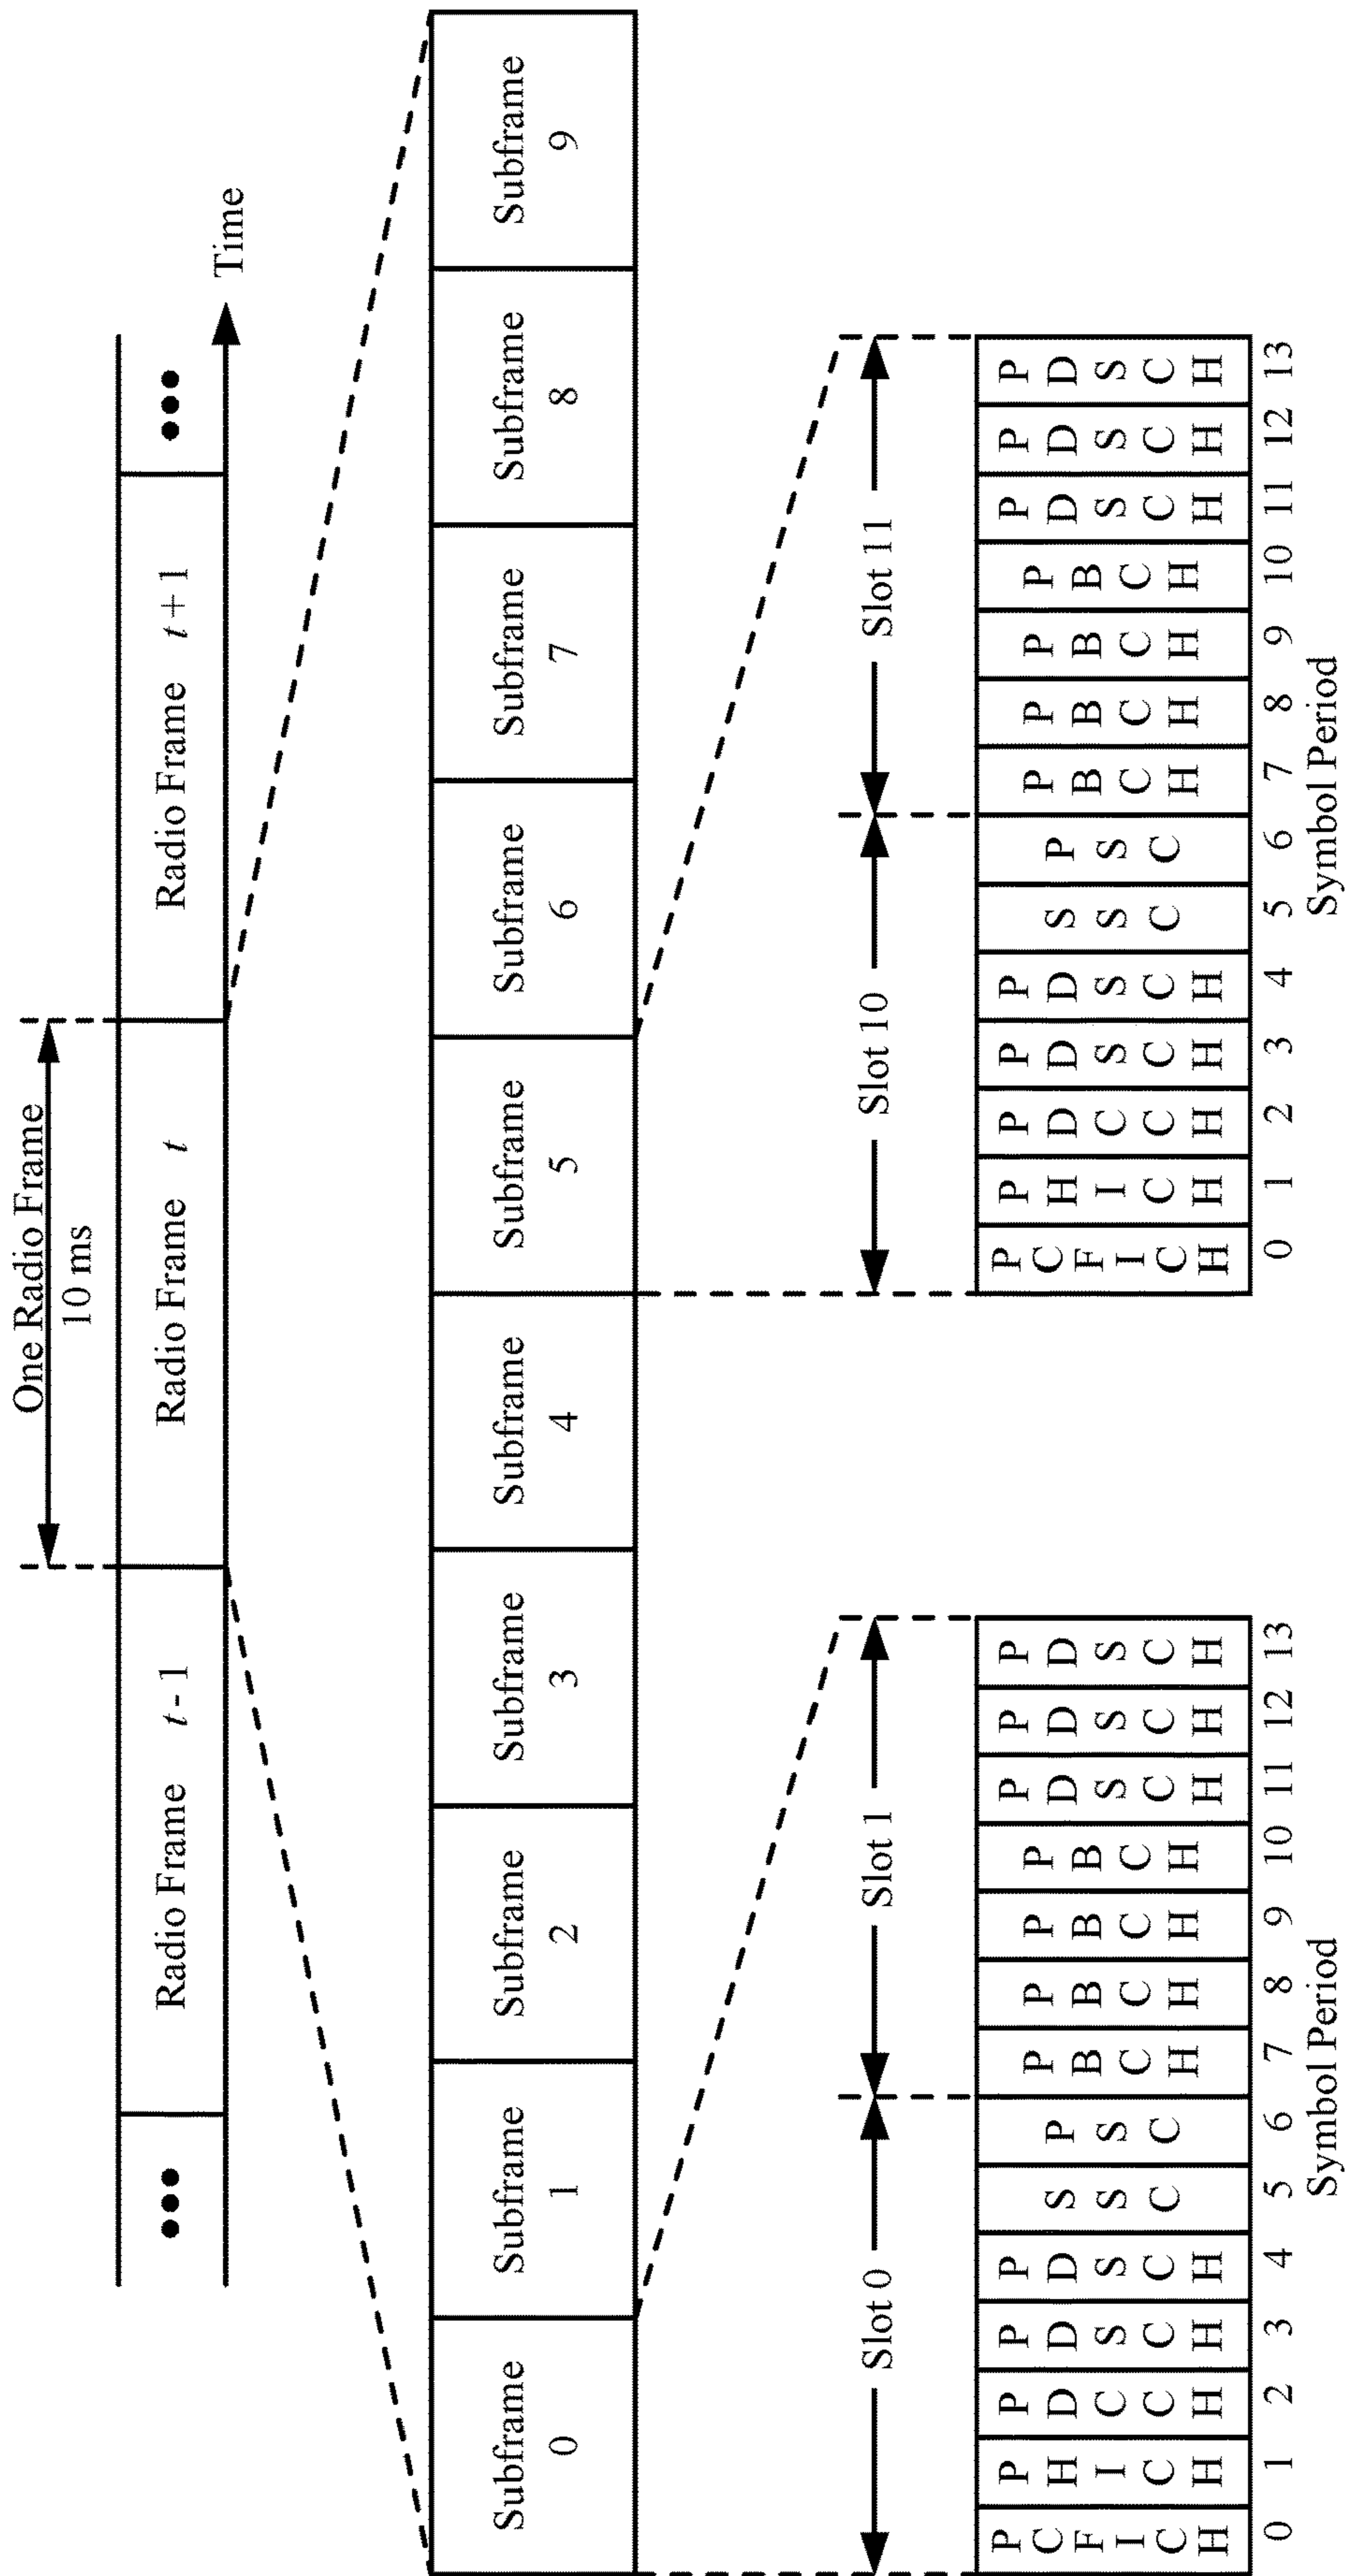 One Radio Frame
10 ms
••• Radio Frame t-1 Radio Frame t Radio Frame t+1 •••
Time
Subframe 0 Subframe 1 Subframe 2 Subframe 3 Subframe 4 Subframe 5 Subframe 6 Subframe 7 Subframe 8 Subframe 9
Slot 0 Slot 1 Slot 10 Slot 11
PCFICH PHICH PDCCH PDSCH PDSCH SSC PSC PBCH PBCH PBCH PBCH PDSCH PDSCH PDSCH
0 1 2 3 4 5 6 7 8 9 10 11 12 13
Symbol Period
PCFICH PHICH PDCCH PDSCH PDSCH SSC PSC PBCH PBCH PBCH PBCH PDSCH PDSCH PDSCH
0 1 2 3 4 5 6 7 8 9 10 11 12 13
Symbol Period